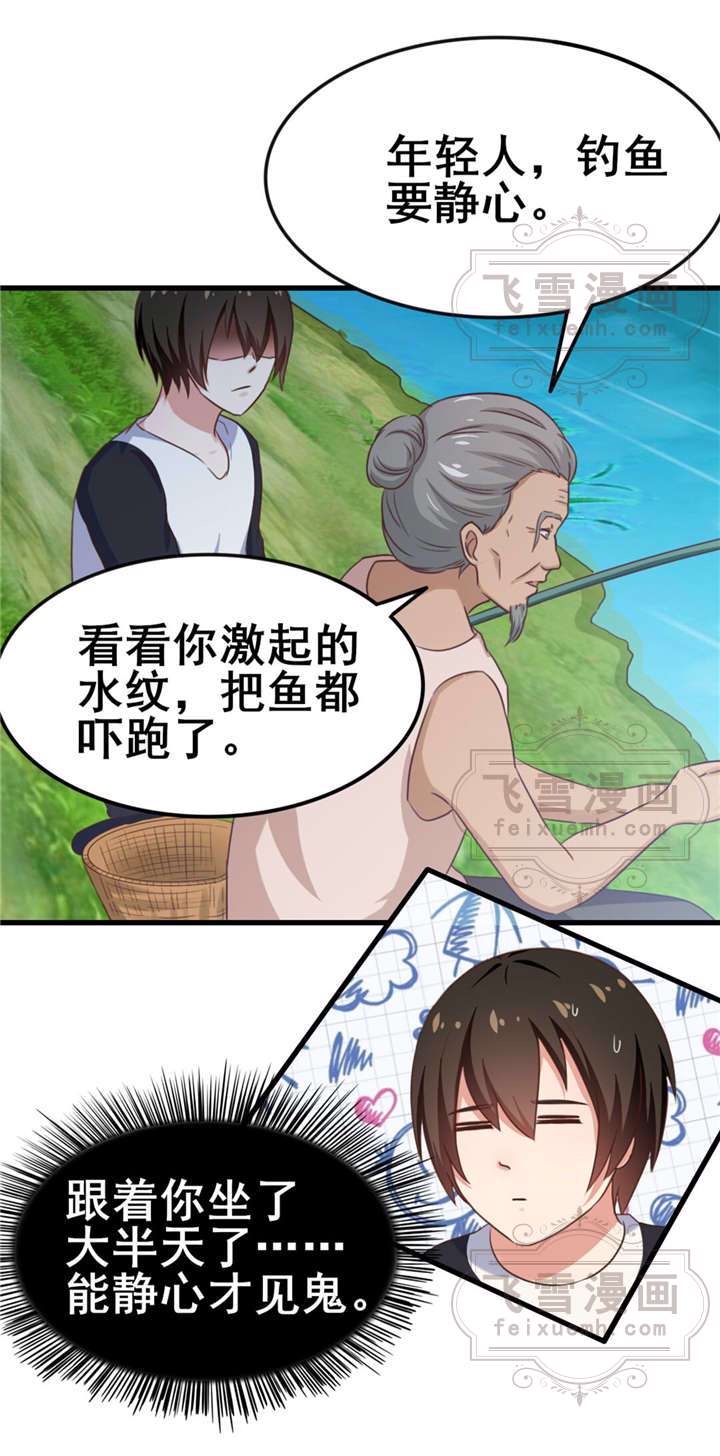 年轻人，钓鱼
要静心。
飞雪漫画
feixuemh.com
看看你激起的
水纹，把鱼都
吓跑了。
飞雪漫画
feixuemh.com
跟着你坐了
大半天了……
能静心才见鬼。
飞雪漫画
feixuemh.com